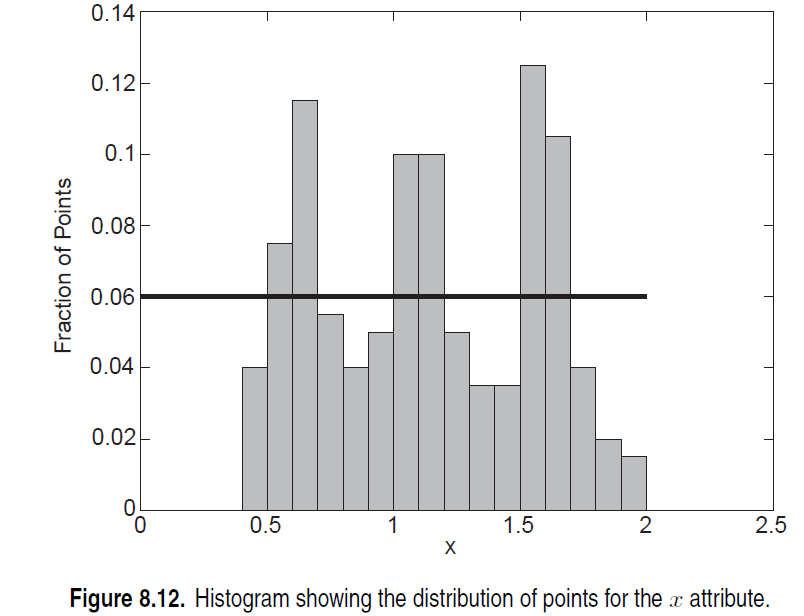 0.14
0.12
0.1
0.08
0.06
0.04
0.02
0
Fraction of Points
0 0.5 1 1.5 2 2.5
x
Figure 8.12. Histogram showing the distribution of points for the x attribute.